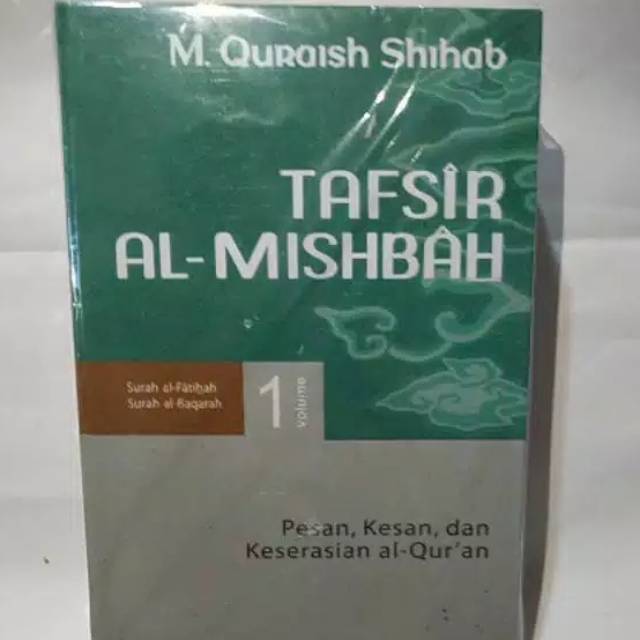 M. Quraish Shihab
TAFSÎR
AL-MISHBÂH
Surah al-Fâtiḥah
Surah al-Baqarah
1
volume
Pesan, Kesan, dan
Keserasian al-Qur'an